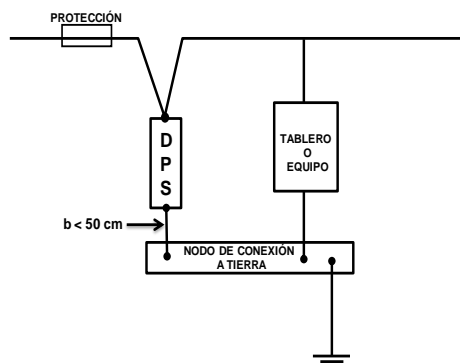 PROTECCIÓN
D
P
S
TABLERO
O
EQUIPO
b < 50 cm
NODO DE CONEXIÓN
A TIERRA